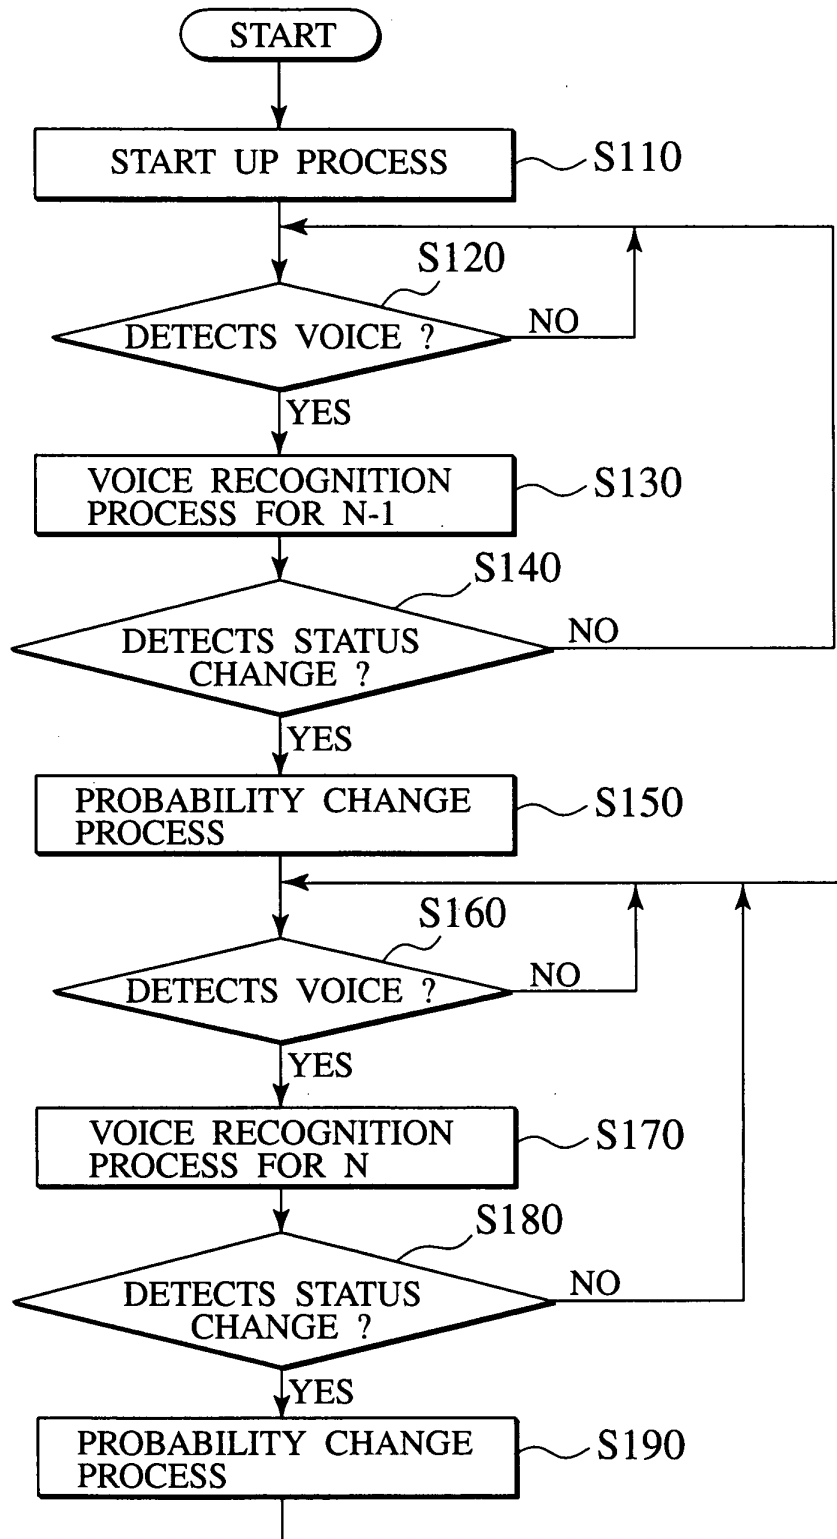 START
START UP PROCESS
S110
S120
DETECTS VOICE ?
NO
YES
VOICE RECOGNITION
PROCESS FOR N-1
S130
S140
DETECTS STATUS
CHANGE ?
NO
YES
PROBABILITY CHANGE
PROCESS
S150
S160
DETECTS VOICE ?
NO
YES
VOICE RECOGNITION
PROCESS FOR N
S170
S180
DETECTS STATUS
CHANGE ?
NO
YES
PROBABILITY CHANGE
PROCESS
S190